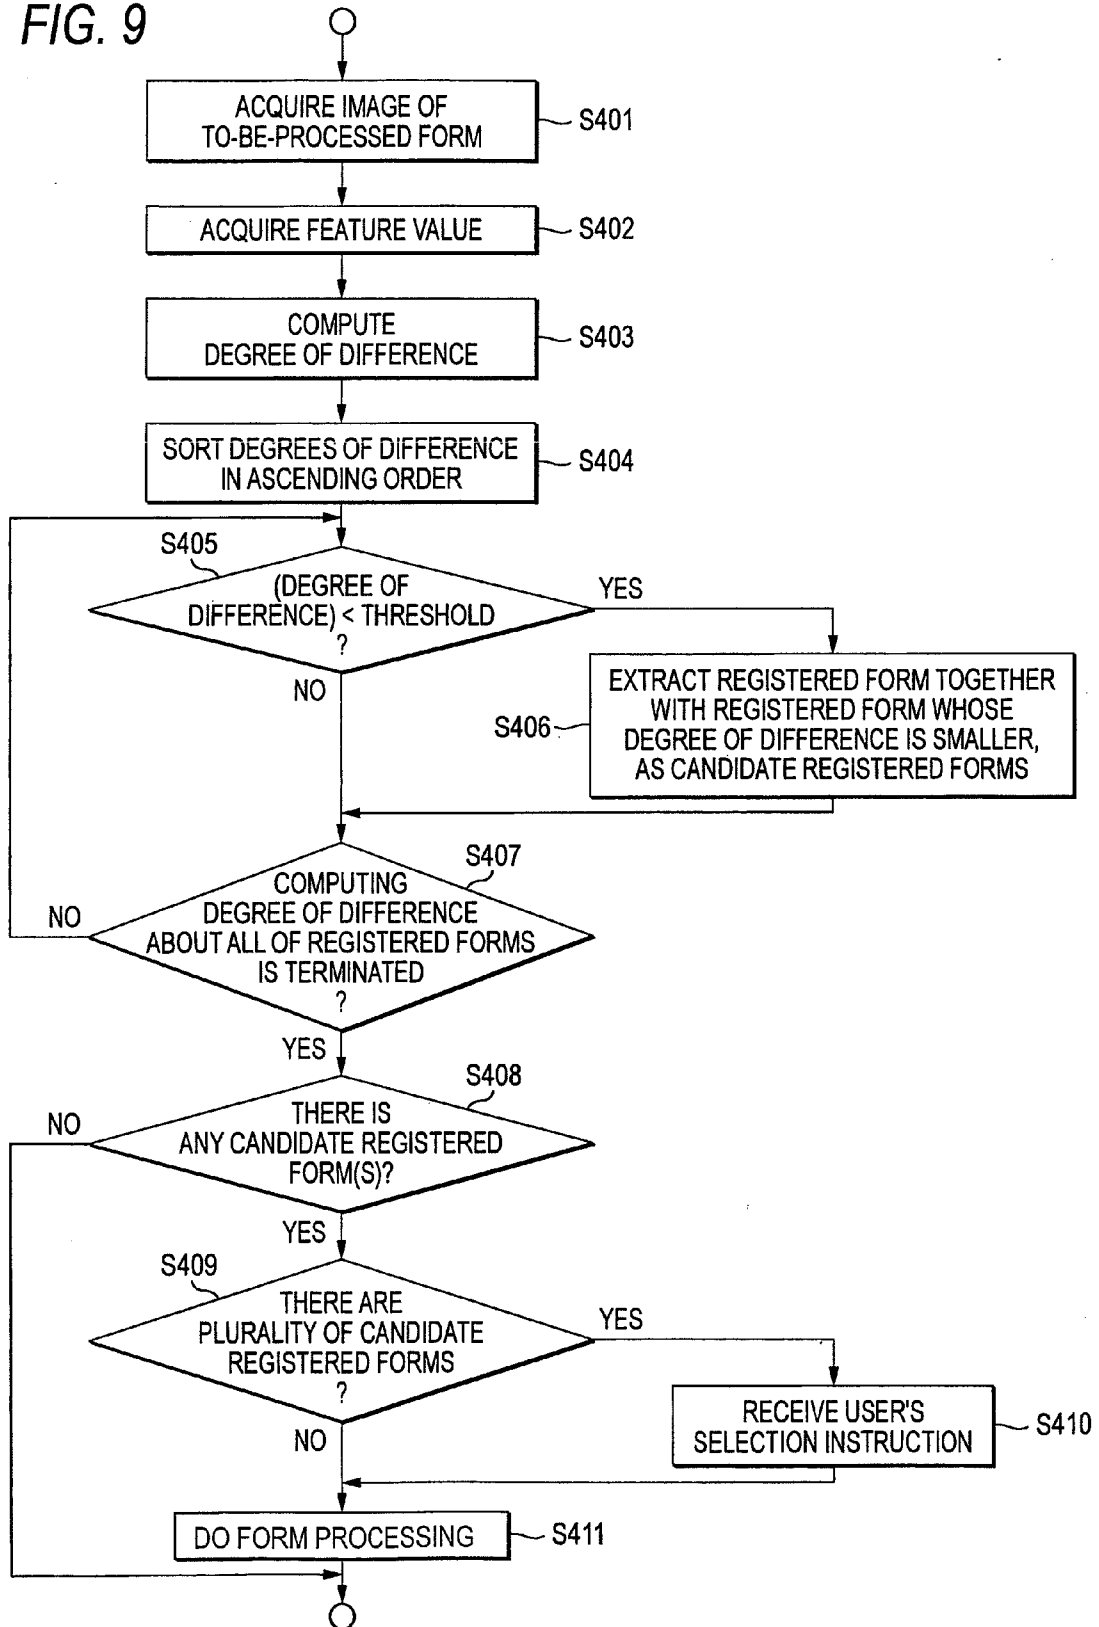 FIG. 9
ACQUIRE IMAGE OF
TO-BE-PROCESSED FORM
S401
ACQUIRE FEATURE VALUE
S402
COMPUTE
DEGREE OF DIFFERENCE
S403
SORT DEGREES OF DIFFERENCE
IN ASCENDING ORDER
S404
S405
(DEGREE OF
DIFFERENCE) < THRESHOLD
?
YES
NO
EXTRACT REGISTERED FORM TOGETHER
WITH REGISTERED FORM WHOSE
DEGREE OF DIFFERENCE IS SMALLER,
AS CANDIDATE REGISTERED FORMS
S406
S407
COMPUTING
DEGREE OF DIFFERENCE
ABOUT ALL OF REGISTERED FORMS
IS TERMINATED
?
NO
YES
S408
THERE IS
ANY CANDIDATE REGISTERED
FORM(S)?
NO
YES
S409
THERE ARE
PLURALITY OF CANDIDATE
REGISTERED FORMS
?
YES
NO
RECEIVE USER'S
SELECTION INSTRUCTION
S410
DO FORM PROCESSING
S411